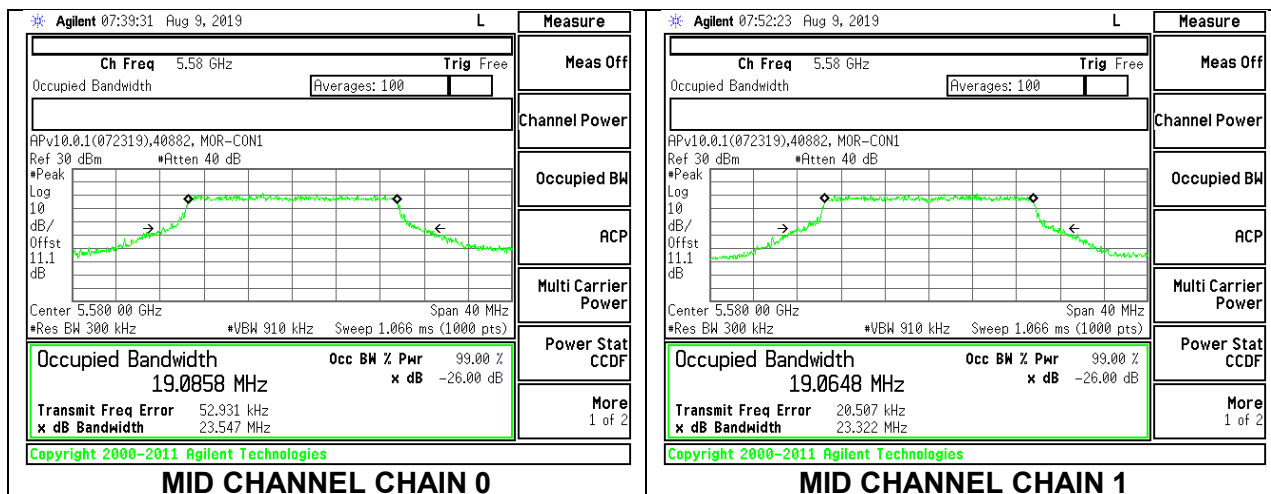 Agilent 07:39:31 Aug 9, 2019 L Measure
Ch Freq 5.58 GHz Trig Free
Occupied Bandwidth Averages: 100
APv10.0.1(072319),40882, MOR-CON1
Ref 30 dBm #Atten 40 dB
#Peak
Log
10
dB/
Offst
11.1
dB
Center 5.580 00 GHz Span 40 MHz
#Res BW 300 kHz #VBW 910 kHz Sweep 1.066 ms (1000 pts)
Occupied Bandwidth Occ BW % Pwr 99.00 %
19.0858 MHz x dB -26.00 dB
Transmit Freq Error 52.931 kHz
x dB Bandwidth 23.547 MHz
Copyright 2000-2011 Agilent Technologies
Meas Off
Channel Power
Occupied BW
ACP
Multi Carrier
Power
Power Stat
CCDF
More
1 of 2
MID CHANNEL CHAIN 0
Agilent 07:52:23 Aug 9, 2019 L Measure
Ch Freq 5.58 GHz Trig Free
Occupied Bandwidth Averages: 100
APv10.0.1(072319),40882, MOR-CON1
Ref 30 dBm #Atten 40 dB
#Peak
Log
10
dB/
Offst
11.1
dB
Center 5.580 00 GHz Span 40 MHz
#Res BW 300 kHz #VBW 910 kHz Sweep 1.066 ms (1000 pts)
Occupied Bandwidth Occ BW % Pwr 99.00 %
19.0648 MHz x dB -26.00 dB
Transmit Freq Error 20.507 kHz
x dB Bandwidth 23.322 MHz
Copyright 2000-2011 Agilent Technologies
Meas Off
Channel Power
Occupied BW
ACP
Multi Carrier
Power
Power Stat
CCDF
More
1 of 2
MID CHANNEL CHAIN 1